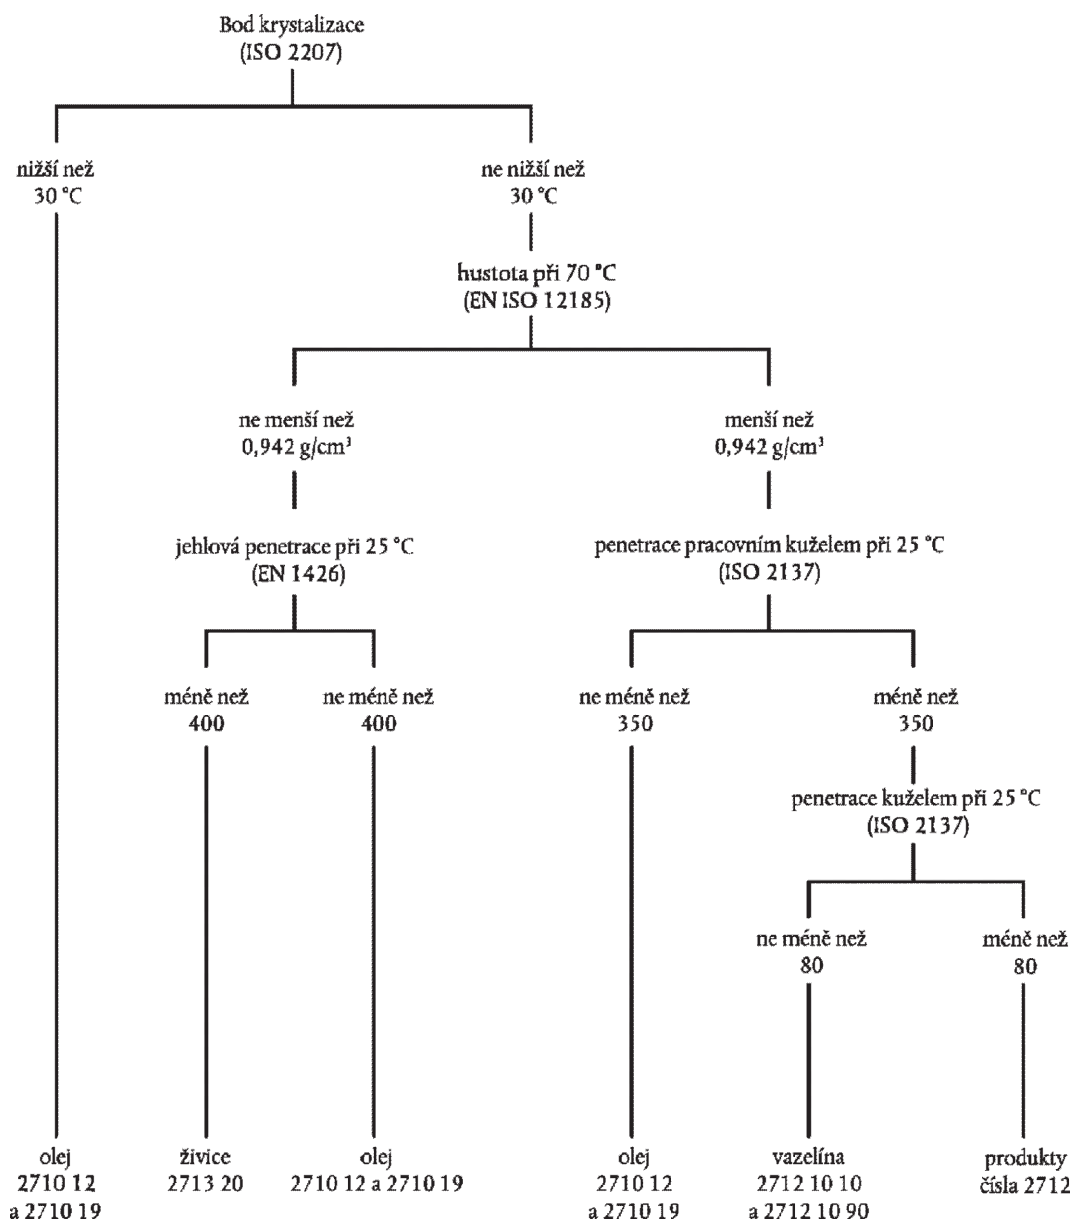 Bod krystalizace
(ISO 2207)
nižší než
30 °C
ne nižší než
30 °C
hustota při 70 °C
(EN ISO 12185)
ne menší než
0,942 g/cm³
menší než
0,942 g/cm³
jehlová penetrace při 25 °C
(EN 1426)
penetrace pracovním kuželem při 25 °C
(ISO 2137)
méně než
400
ne méně než
400
ne méně než
350
méně než
350
penetrace kuželem při 25 °C
(ISO 2137)
ne méně než
80
méně než
80
olej
2710 12
a 2710 19
živice
2713 20
olej
2710 12 a 2710 19
olej
2710 12
a 2710 19
vazelína
2712 10 10
a 2712 10 90
produkty
čísla 2712